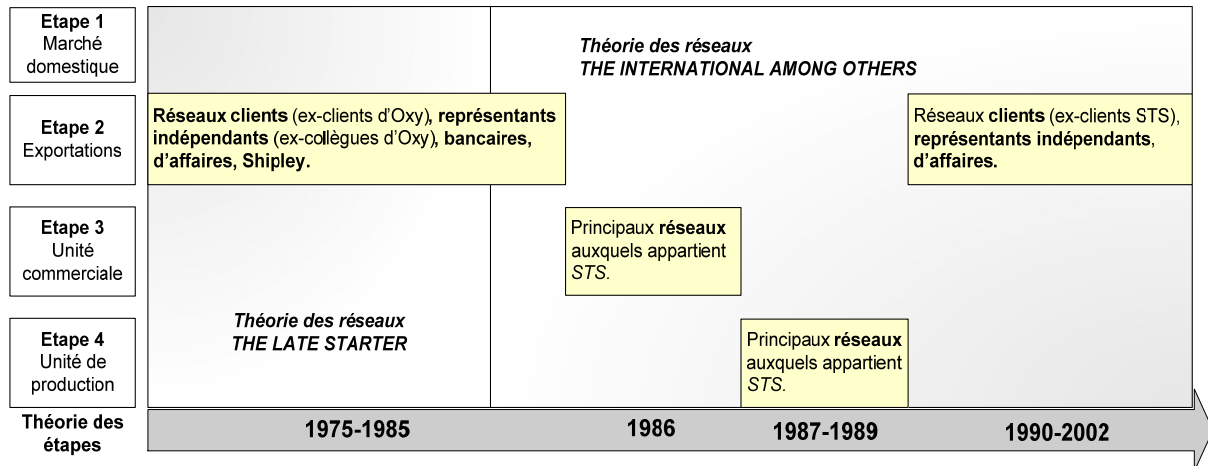 Etape 1
Marché
domestique
Théorie des réseaux
THE INTERNATIONAL AMONG OTHERS
Etape 2
Exportations
Réseaux clients (ex-clients d'Oxy), représentants
indépendants (ex-collègues d'Oxy), bancaires,
d'affaires, Shipley.
Réseaux clients (ex-clients STS),
représentants indépendants,
d'affaires.
Etape 3
Unité
commerciale
Principaux réseaux
auxquels appartient
STS.
Théorie des réseaux
THE LATE STARTER
Etape 4
Unité de
production
Principaux réseaux
auxquels appartient
STS.
Théorie des
étapes
1975-1985
1986
1987-1989
1990-2002